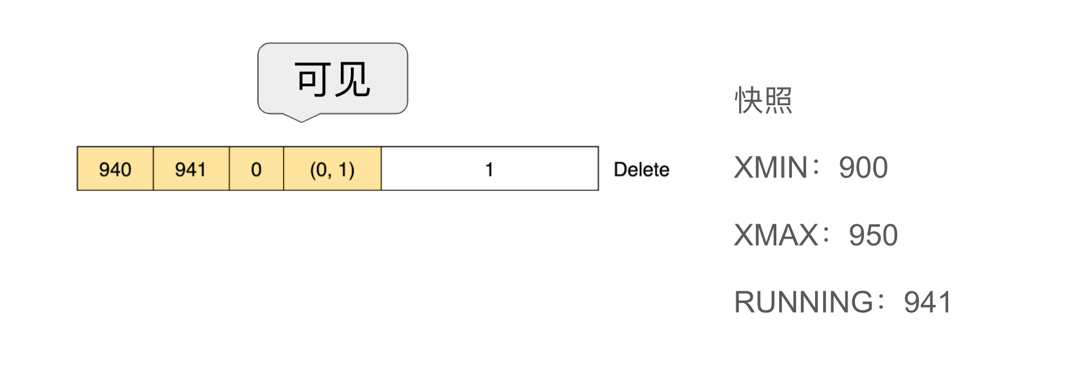 可见
940 941 0 (0, 1) 1 Delete
快照
XMIN：900
XMAX：950
RUNNING：941